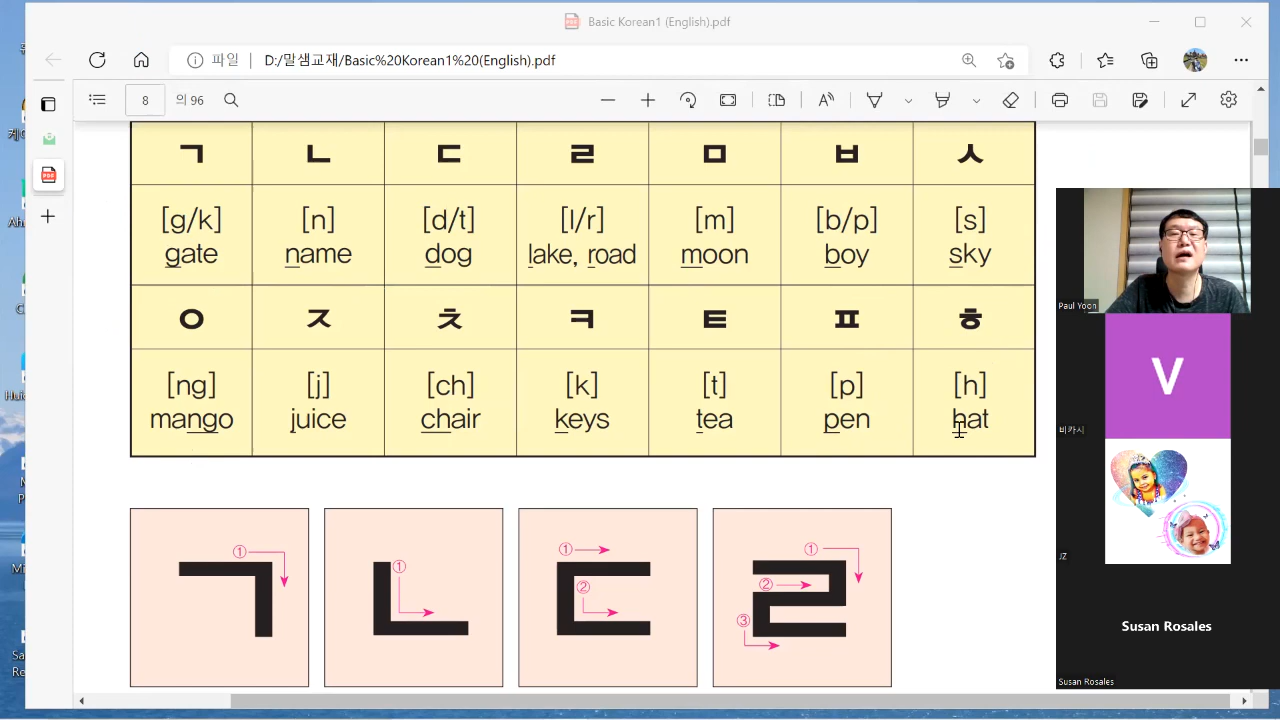 Basic Korean1 (English).pdf
파일 D:/말샘교재/Basic%20Korean1%20(English).pdf
8 의 96
ㄱ ㄴ ㄷ ㄹ ㅁ ㅂ ㅅ
[g/k] [n] [d/t] [l/r] [m] [b/p] [s]
gate name dog lake, road moon boy sky
ㅇ ㅈ ㅊ ㅋ ㅌ ㅍ ㅎ
[ng] [j] [ch] [k] [t] [p] [h]
mango juice chair keys tea pen hat
① ① ① ② ① ② ③
ㄱ ㄴ ㄷ ㄹ
Paul Yoon
V
비카시
JZ
Susan Rosales
Susan Rosales